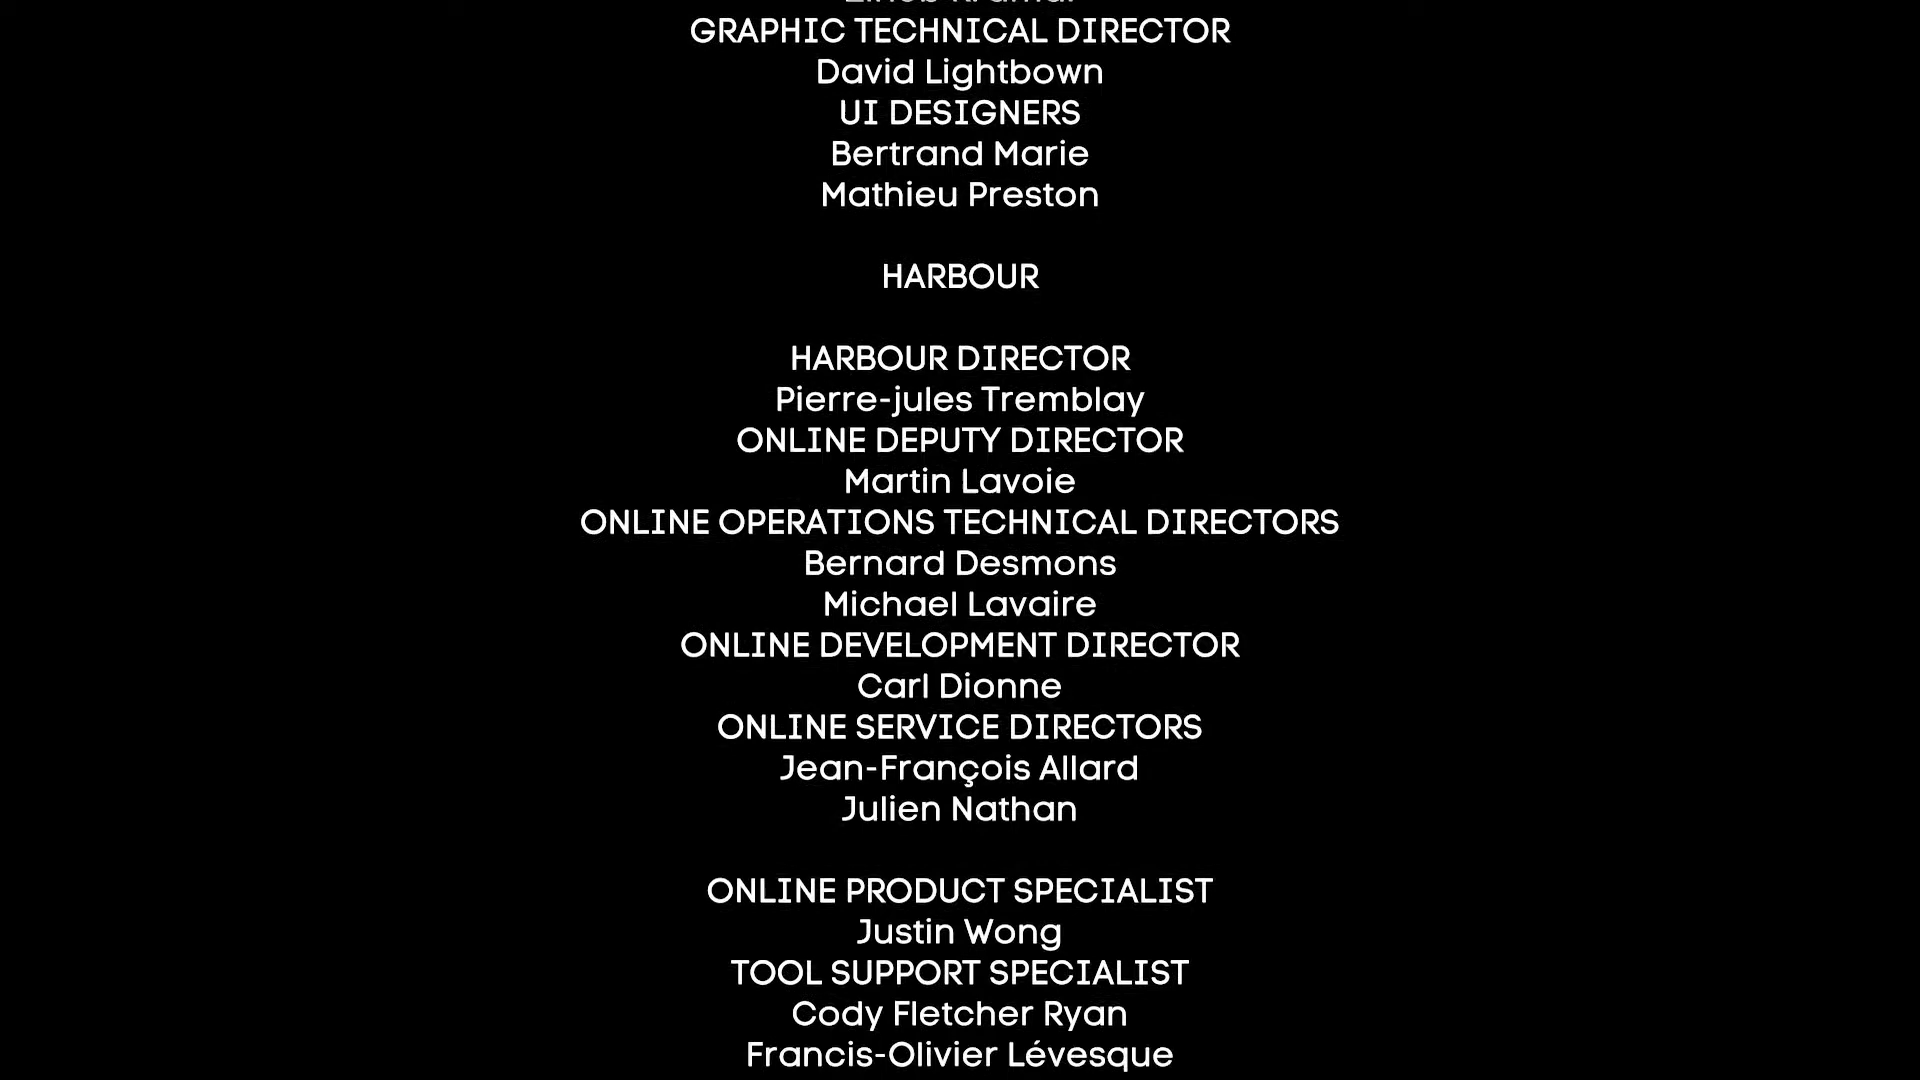 GRAPHIC TECHNICAL DIRECTOR
David Lightbown
UI DESIGNERS
Bertrand Marie
Mathieu Preston
HARBOUR
HARBOUR DIRECTOR
Pierre-jules Tremblay
ONLINE DEPUTY DIRECTOR
Martin Lavoie
ONLINE OPERATIONS TECHNICAL DIRECTORS
Bernard Desmons
Michael Lavaire
ONLINE DEVELOPMENT DIRECTOR
Carl Dionne
ONLINE SERVICE DIRECTORS
Jean-François Allard
Julien Nathan
ONLINE PRODUCT SPECIALIST
Justin Wong
TOOL SUPPORT SPECIALIST
Cody Fletcher Ryan
Francis-Olivier Lévesque